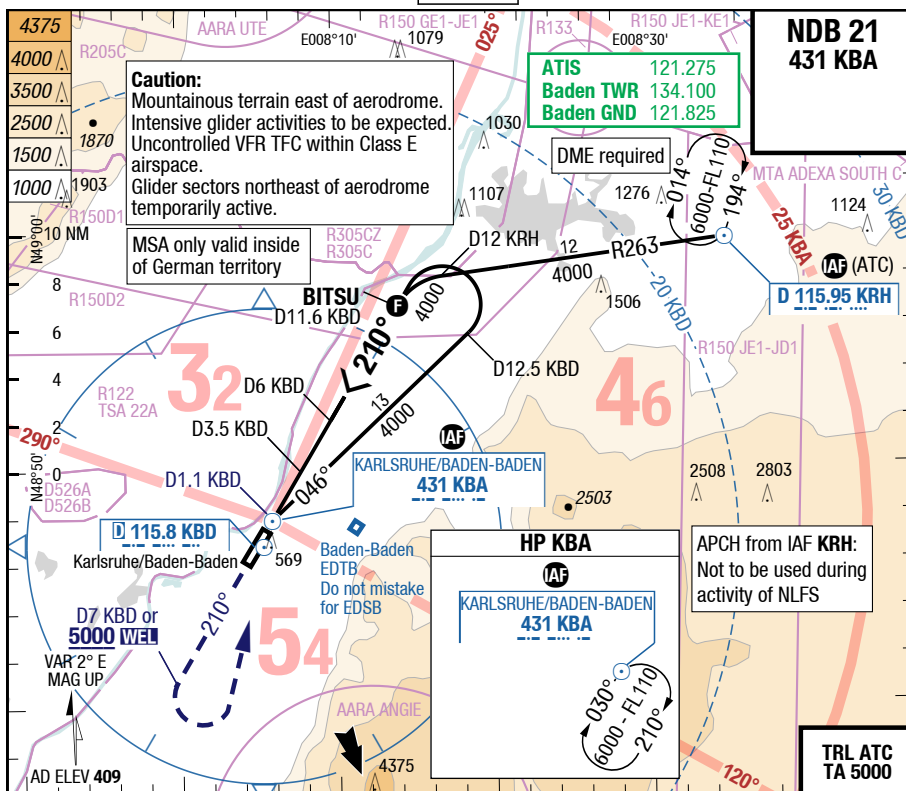 4375
4000
3500
2500
1870
1500
1000
1903
R205C
AARA UTE
E008°10'
1079
R150 GE1-JE1
025°
R133
E008°30'
R150 JE1-KE1
NDB 21
431 KBA
ATIS 121.275
Baden TWR 134.100
Baden GND 121.825
Caution:
Mountainous terrain east of aerodrome.
Intensive glider activities to be expected.
Uncontrolled VFR TFC within Class E
airspace.
Glider sectors northeast of aerodrome
temporarily active.
1030
DME required
MTA ADEXA SOUTH C
1107
1276
014°
6000-FL110
194°
1124
30 KBD
25 KBA
R150D1
N49°00'
10 NM
MSA only valid inside
of German territory
R305CZ
R305C
D12 KRH
12
4000
R263
IAF (ATC)
D 115.95 KRH
8
R150D2
BITSU
F
D11.6 KBD
4000
1506
20 KBD
6
210°
D12.5 KBD
R150 JE1-JD1
4
R122
TSA 22A
32
D6 KBD
13
4000
46
2
D3.5 KBD
IAF
290°
0
N48°50'
D526A
D526B
D1.1 KBD
046°
KARLSRUHE/BADEN-BADEN
431 KBA
2508
2803
2503
D 115.8 KBD
Karlsruhe/Baden-Baden
569
Baden-Baden
EDTB
Do not mistake
for EDSB
HP KBA
IAF
KARLSRUHE/BADEN-BADEN
431 KBA
030°
6000 - FL110
210°
APCH from IAF KRH:
Not to be used during
activity of NLFS
D7 KBD or
5000 WEL
210°
54
VAR 2° E
MAG UP
AARA ANGIE
4375
AD ELEV 409
120°
TRL ATC
TA 5000